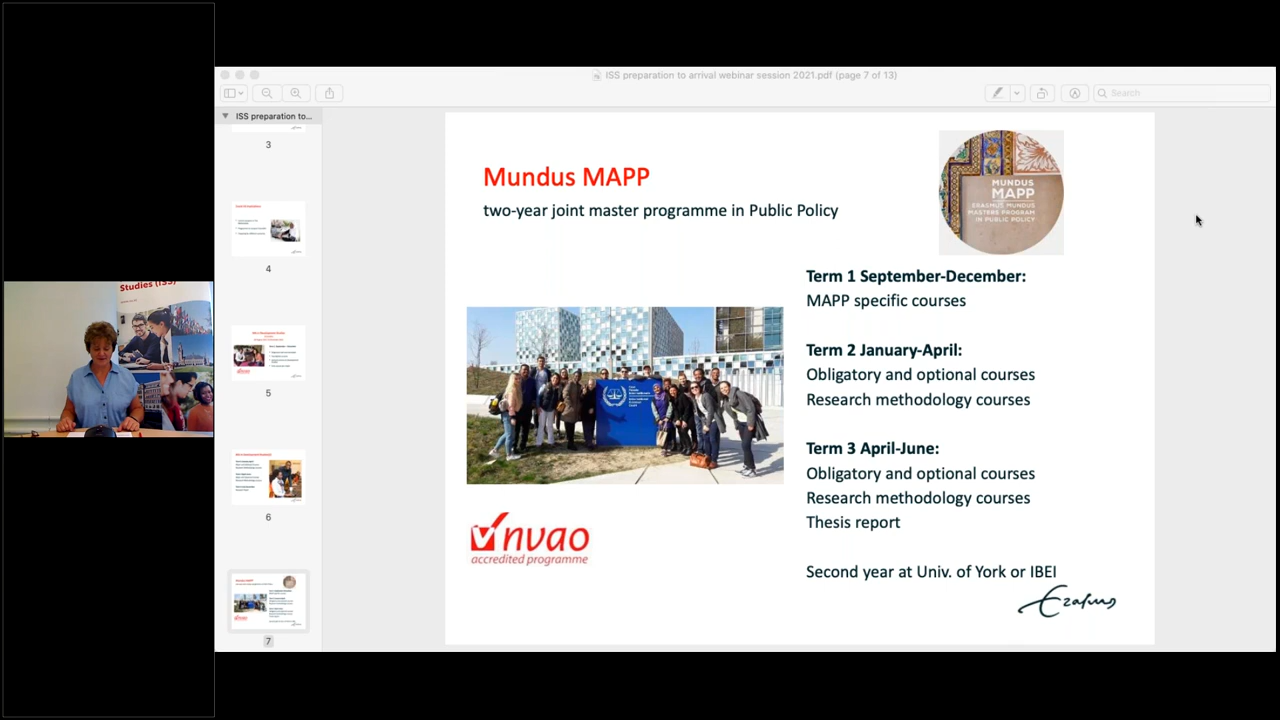 ISS preparation to arrival webinar session 2021.pdf (page 7 of 13)
Search
ISS preparation to...
3
4
5
6
7
Studies (ISS)
Mundus MAPP
two-year joint master programme in Public Policy
MUNDUS
MAPP
ERASMUS MUNDUS
MASTERS PROGRAM
IN PUBLIC POLICY
Term 1 September-December:
MAPP specific courses
Term 2 January-April:
Obligatory and optional courses
Research methodology courses
Term 3 April-June:
Obligatory and optional courses
Research methodology courses
Thesis report
Second year at Univ. of York or IBEI
nvao
accredited programme
Erasmus